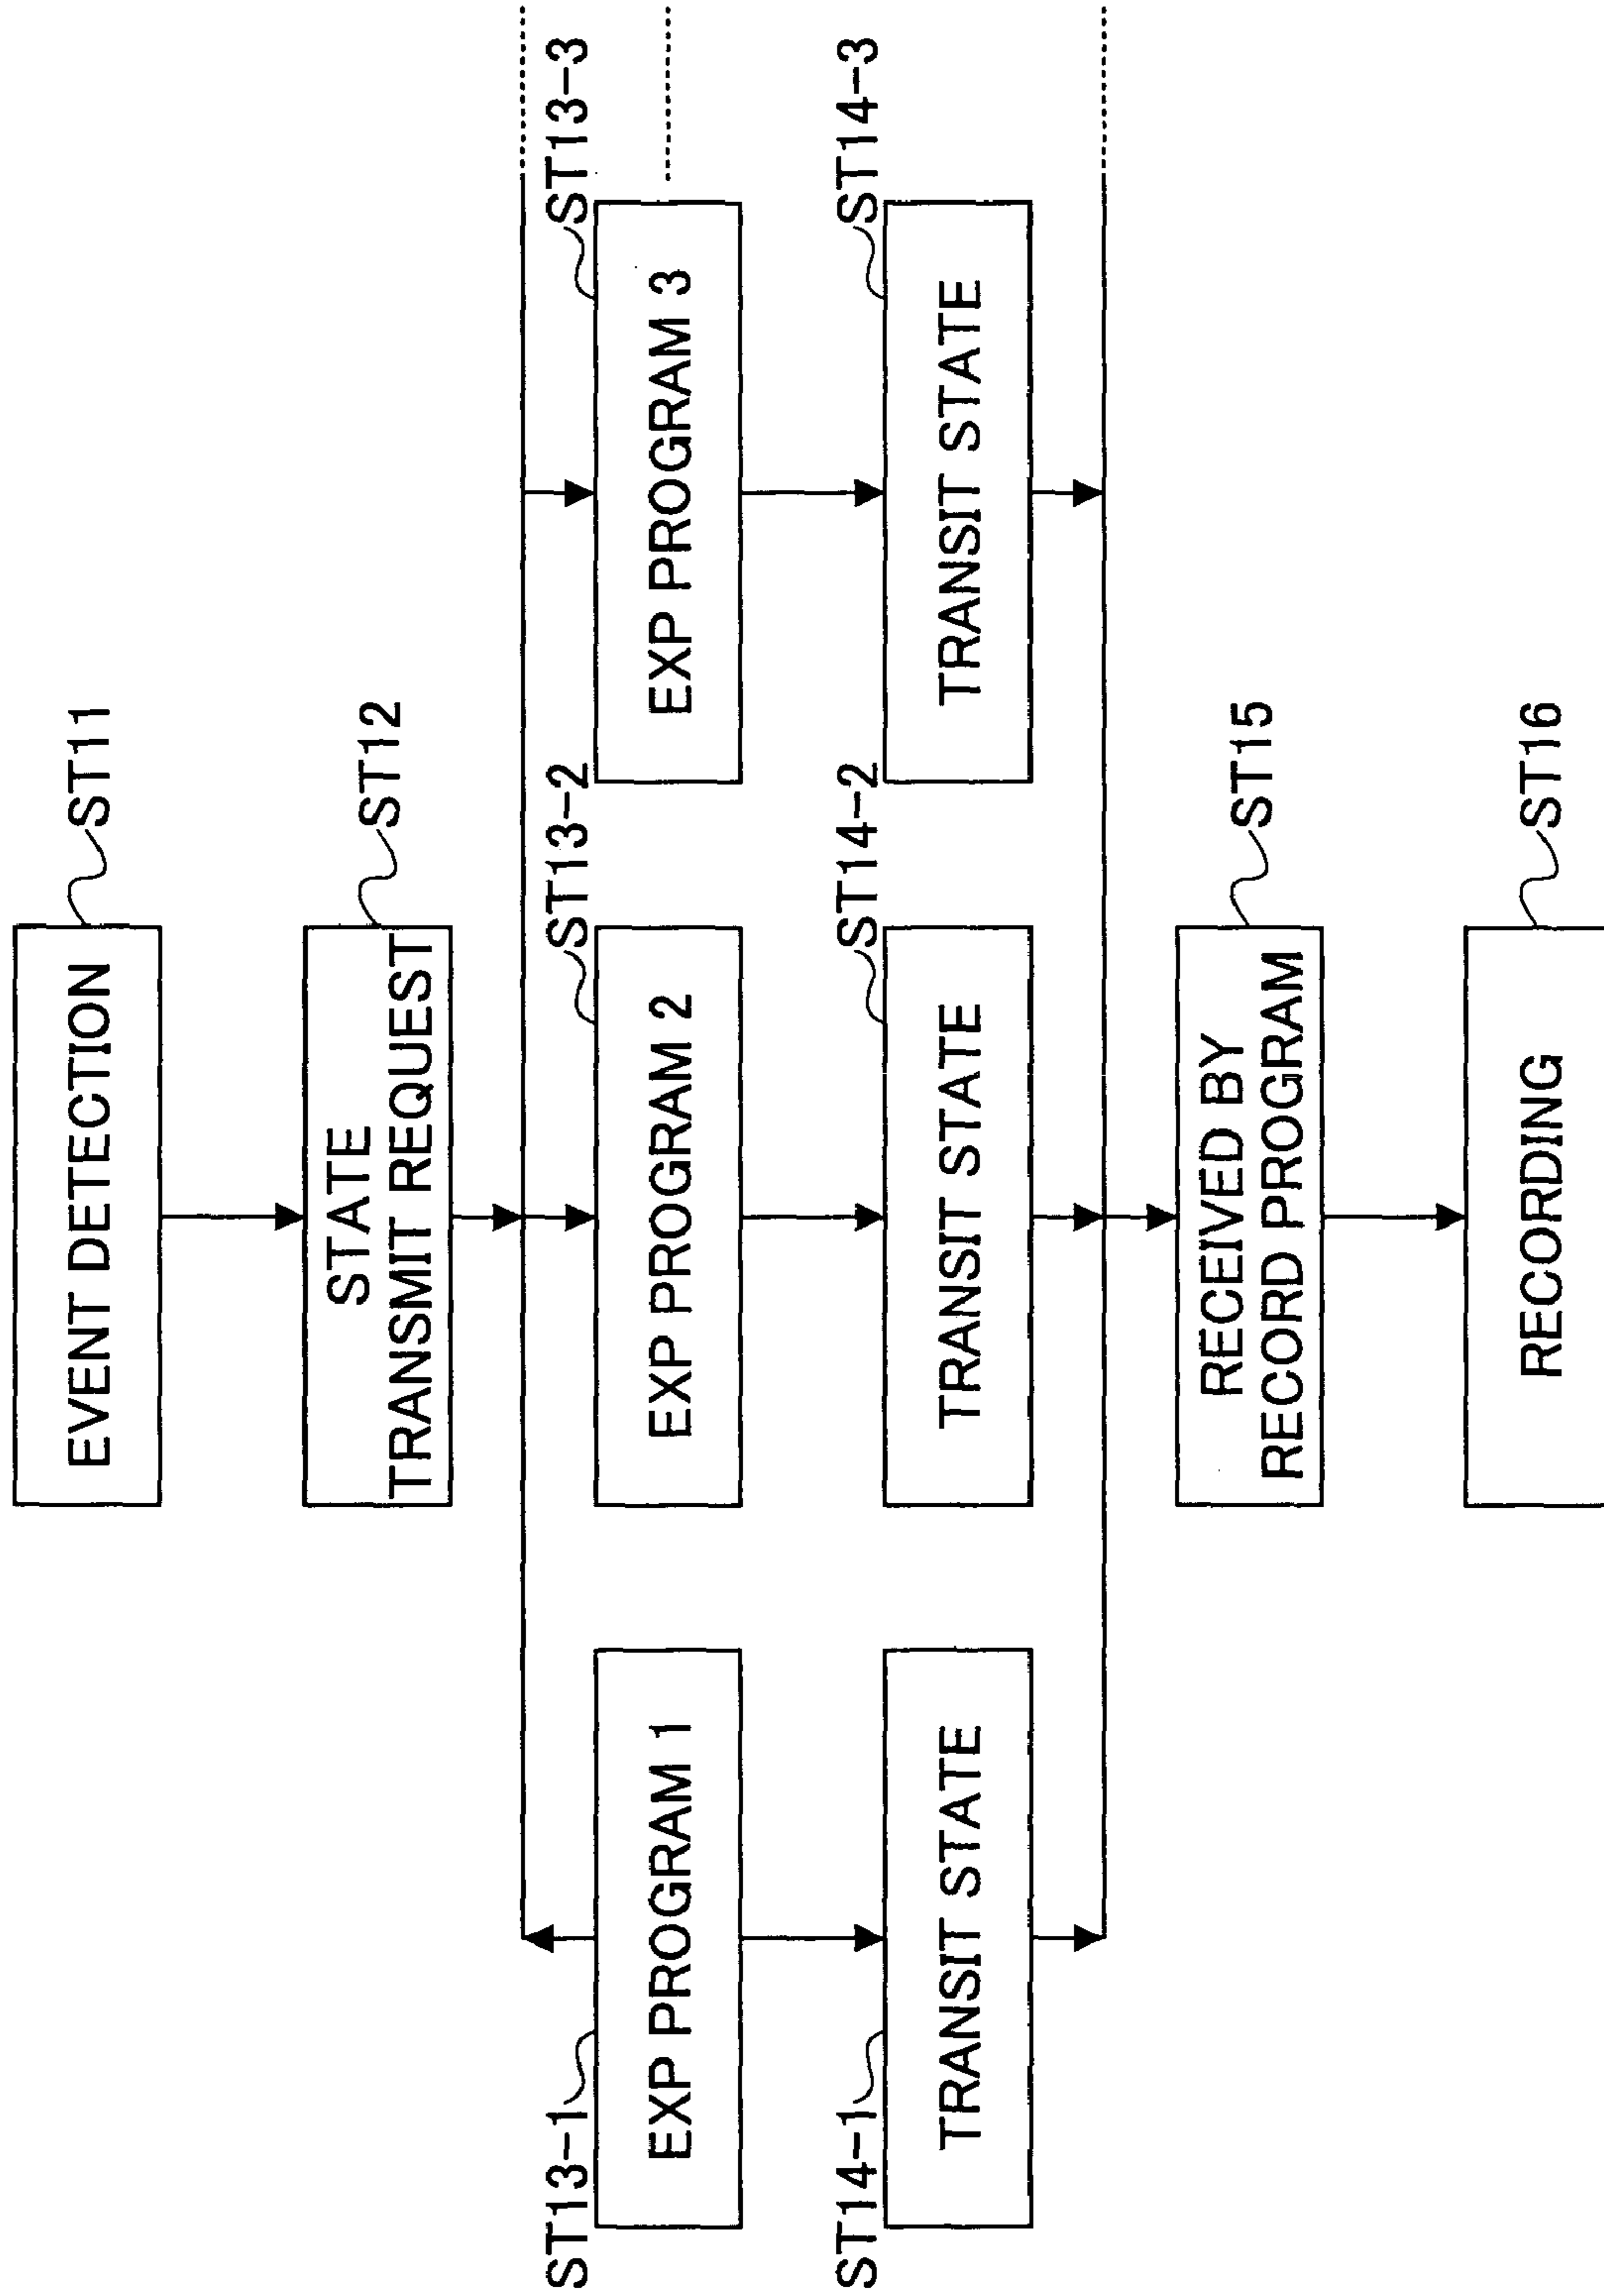 EVENT DETECTION
ST11
STATE
TRANSMIT REQUEST
ST12
ST13-1
EXP PROGRAM 1
ST13-2
EXP PROGRAM 2
ST13-3
EXP PROGRAM 3
ST14-1
TRANSIT STATE
ST14-2
TRANSIT STATE
ST14-3
TRANSIT STATE
RECEIVED BY
RECORD PROGRAM
ST15
RECORDING
ST16